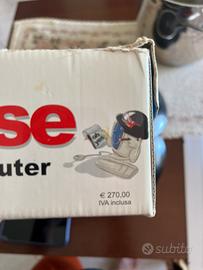 se
uter
€ 270,00
IVA inclusa
subito